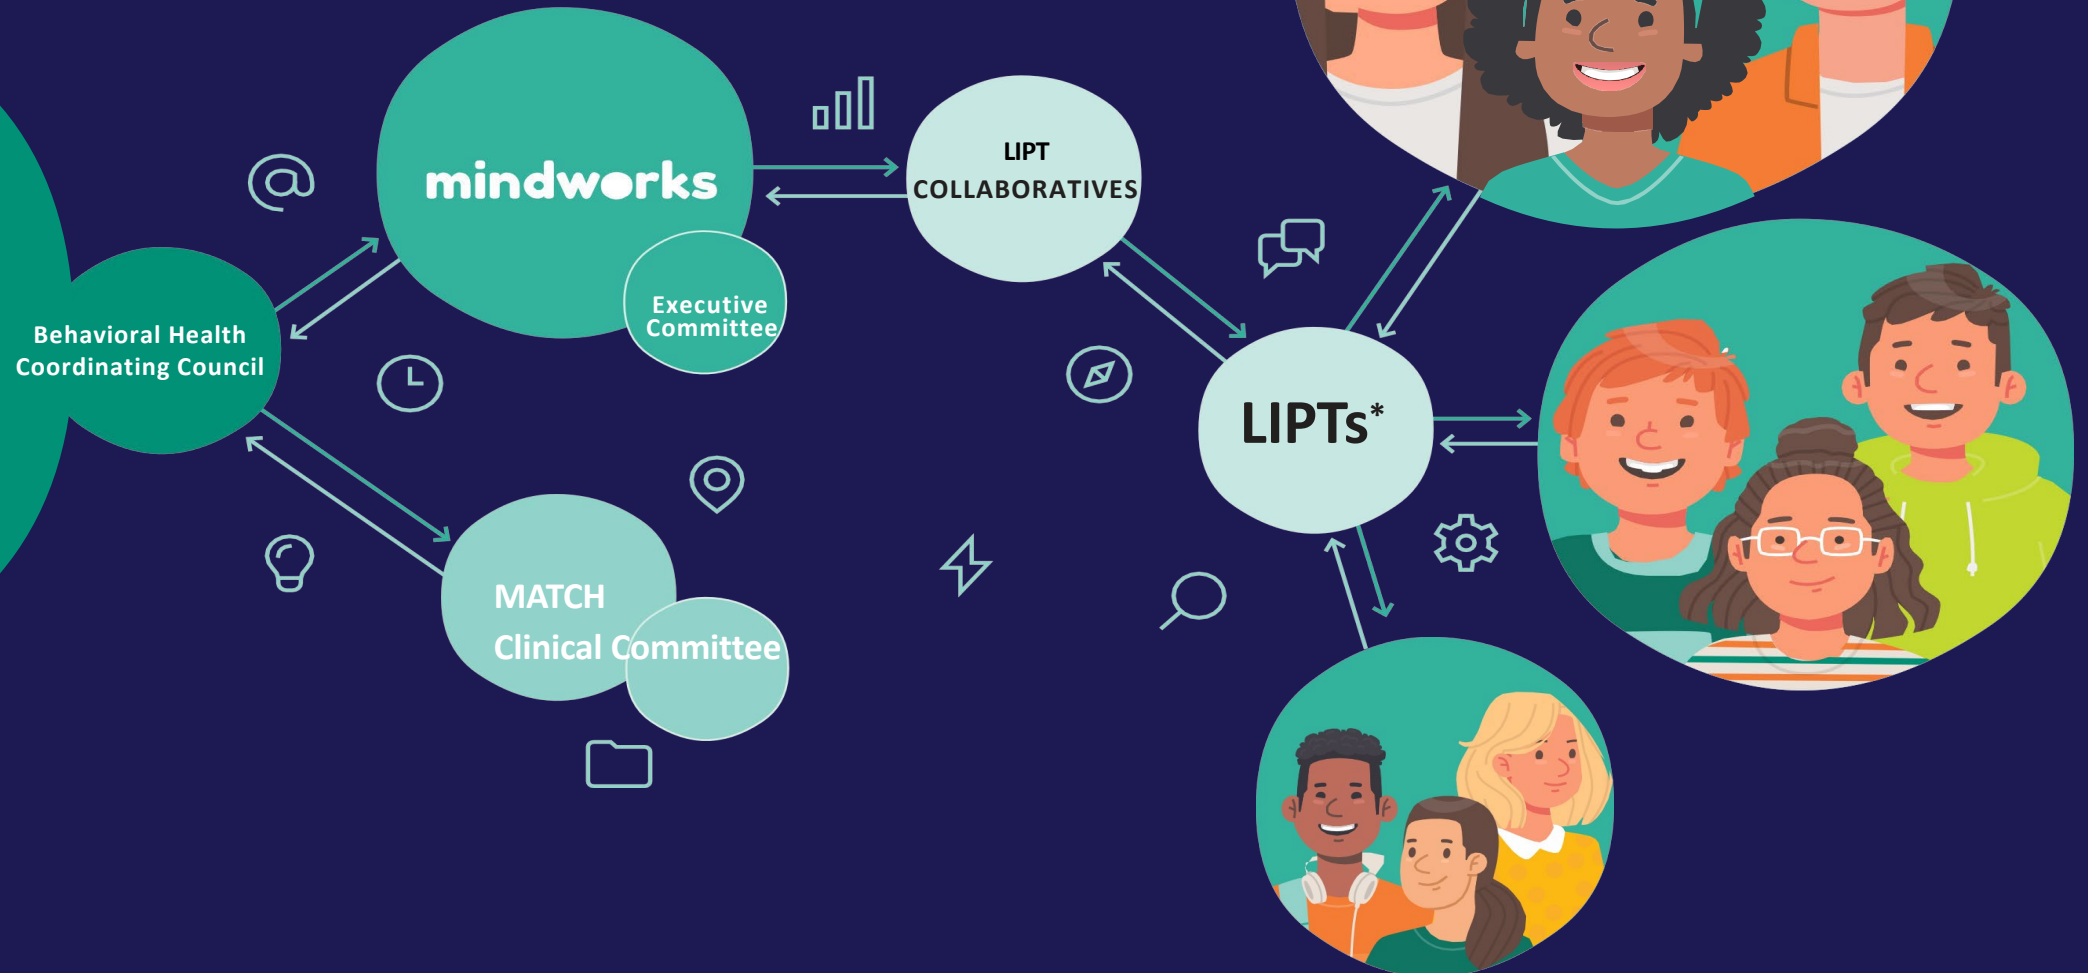 mindworks
Executive
Committee
LIPT
COLLABORATIVES
Behavioral Health
Coordinating Council
LIPTs*
MATCH
Clinical Committee